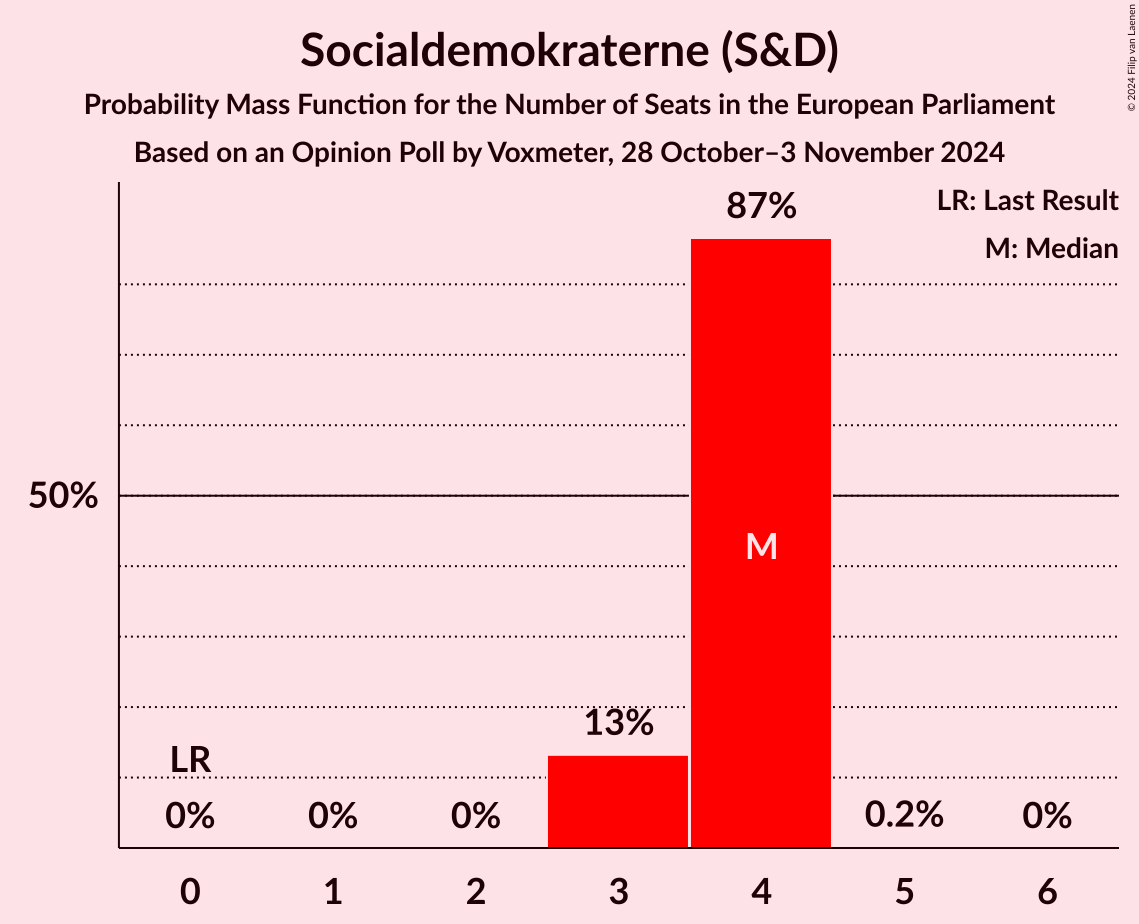 Socialdemokraterne (S&D)
Probability Mass Function for the Number of Seats in the European Parliament
Based on an Opinion Poll by Voxmeter, 28 October–3 November 2024
© 2024 Filip van Laenen
LR: Last Result
M: Median
87%
50%
M
13%
LR
0%
0%
0%
0.2%
0%
0
1
2
3
4
5
6